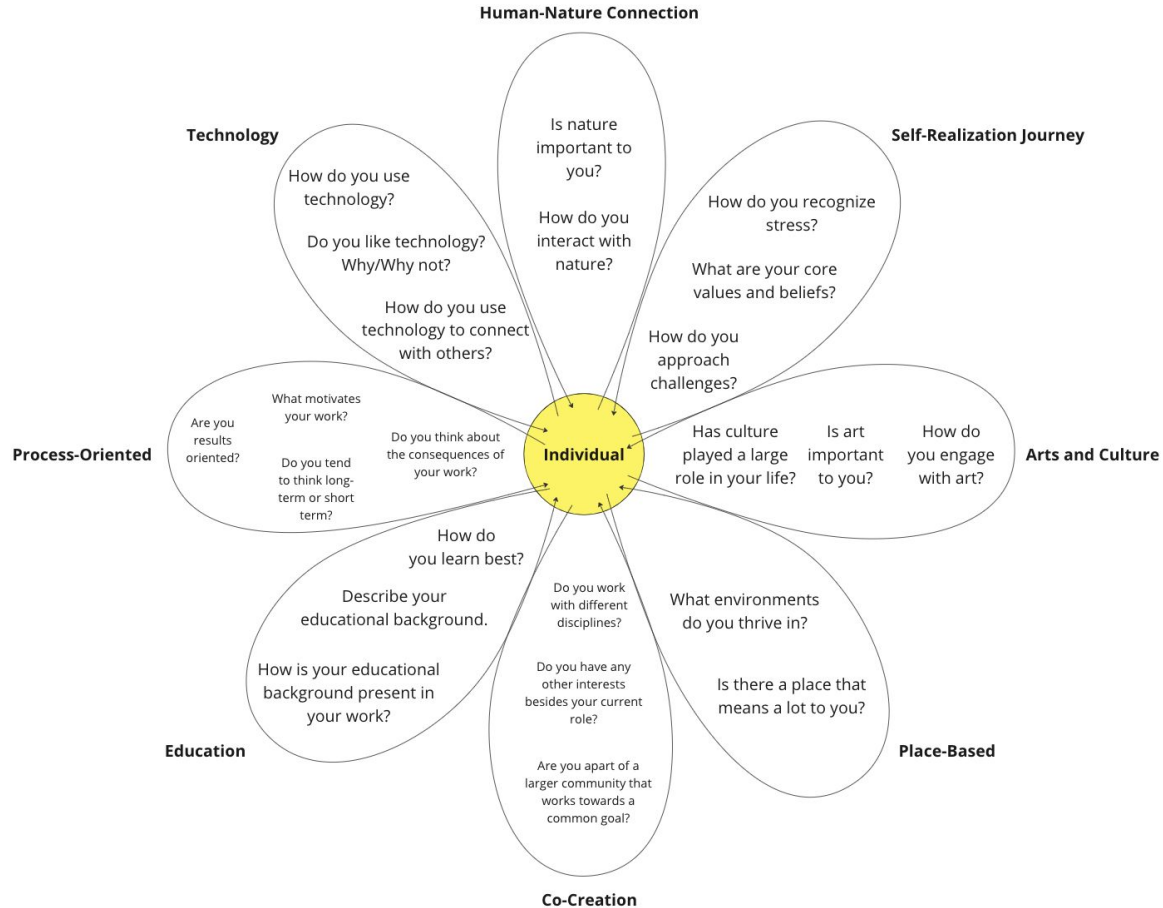 Human-Nature Connection
Is nature
important to
you?
How do you
interact with
nature?
Self-Realization Journey
How do you recognize
stress?
What are your core
values and beliefs?
How do you
approach
challenges?
Arts and Culture
Has culture
played a large
role in your life?
Is art
important
to you?
How do
you engage
with art?
Place-Based
What environments
do you thrive in?
Is there a place that
means a lot to you?
Co-Creation
Do you work
with different
disciplines?
Do you have any
other interests
besides your current
role?
Are you apart of a
larger community that
works towards a
common goal?
Education
How do
you learn best?
Describe your
educational background.
How is your educational
background present in
your work?
Process-Oriented
Are you
results
oriented?
What motivates
your work?
Do you tend
to think long-
term or short
term?
Do you think about
the consequences of
your work?
Technology
How do you use
technology?
Do you like technology?
Why/Why not?
How do you use
technology to connect
with others?
Individual